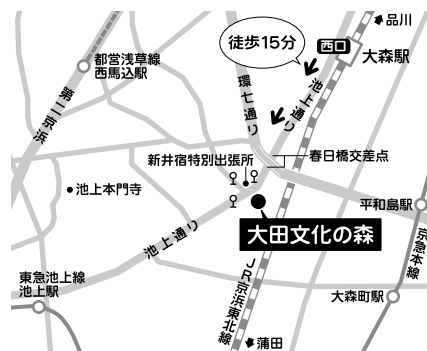 品川
徒歩15分
西口
大森駅
都営浅草線
西馬込駅
第二京浜
環七通り
池上通り
新井宿特別出張所
春日橋交差点
池上本門寺
平和島駅
大田文化の森
池上通り
京急本線
東急池上線
池上駅
JR京浜東北線
大森町駅
蒲田